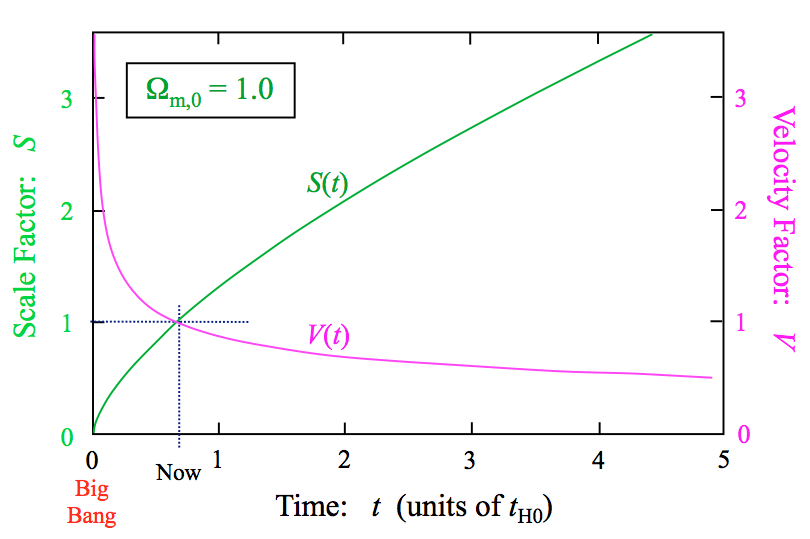 Ωm,0 = 1.0
3
2
1
0
Scale Factor: S
S(t)
V(t)
3
2
1
0
Velocity Factor: V
0
Now
1
2
3
4
5
Big
Bang
Time: t (units of tH0)